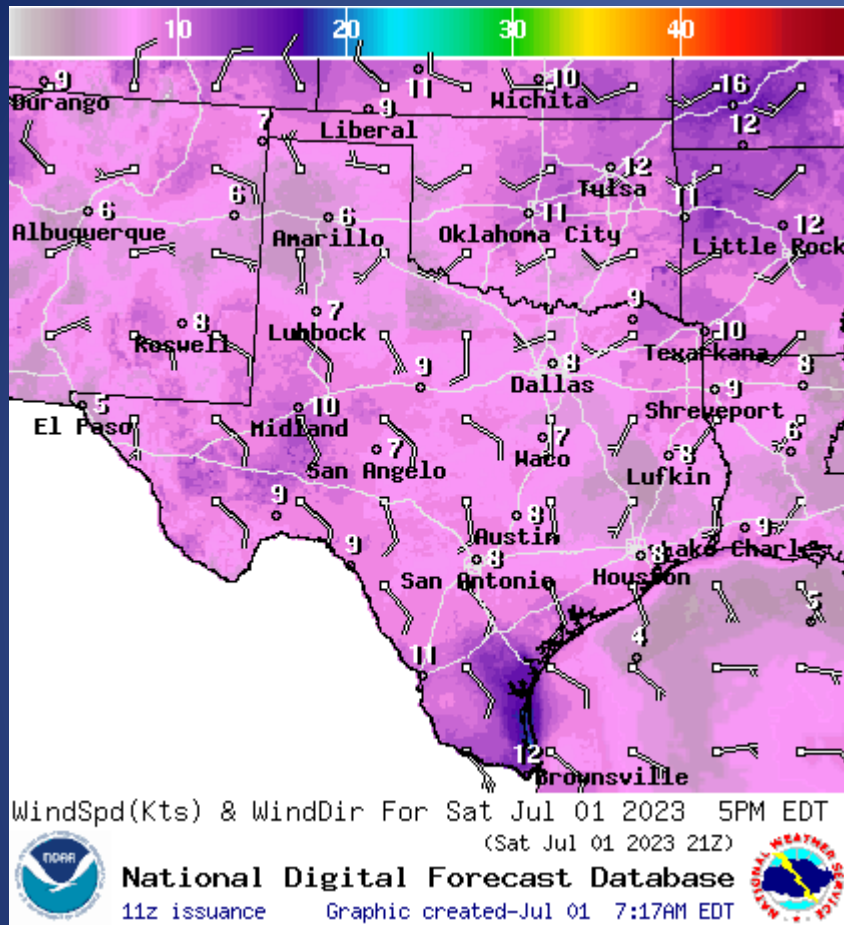 10 20 30 40
9 11 10 16
Durango Wichita
9
Liberal
7 12
12
Tulsa
6 6 6 11 11 12
Albuquerque Amarillo Oklahoma City Little Rock
8 7 9
Roswell Lubbock 10
Texarkana
9 8
Dallas 9 8
5 10 Shreveport
El Paso Midland
7 7 8 6
San Angelo Waco Lufkin
9 8 9
Austin
9 8 8 Lake Charles
San Antonio Houston
5
4
11
12
Brownsville
WindSpd(Kts) & WindDir For Sat Jul 01 2023 5PM EDT
(Sat Jul 01 2023 21Z)
NOAA
National Digital Forecast Database
11z issuance Graphic created-Jul 01 7:17AM EDT
NATIONAL WEATHER SERVICE